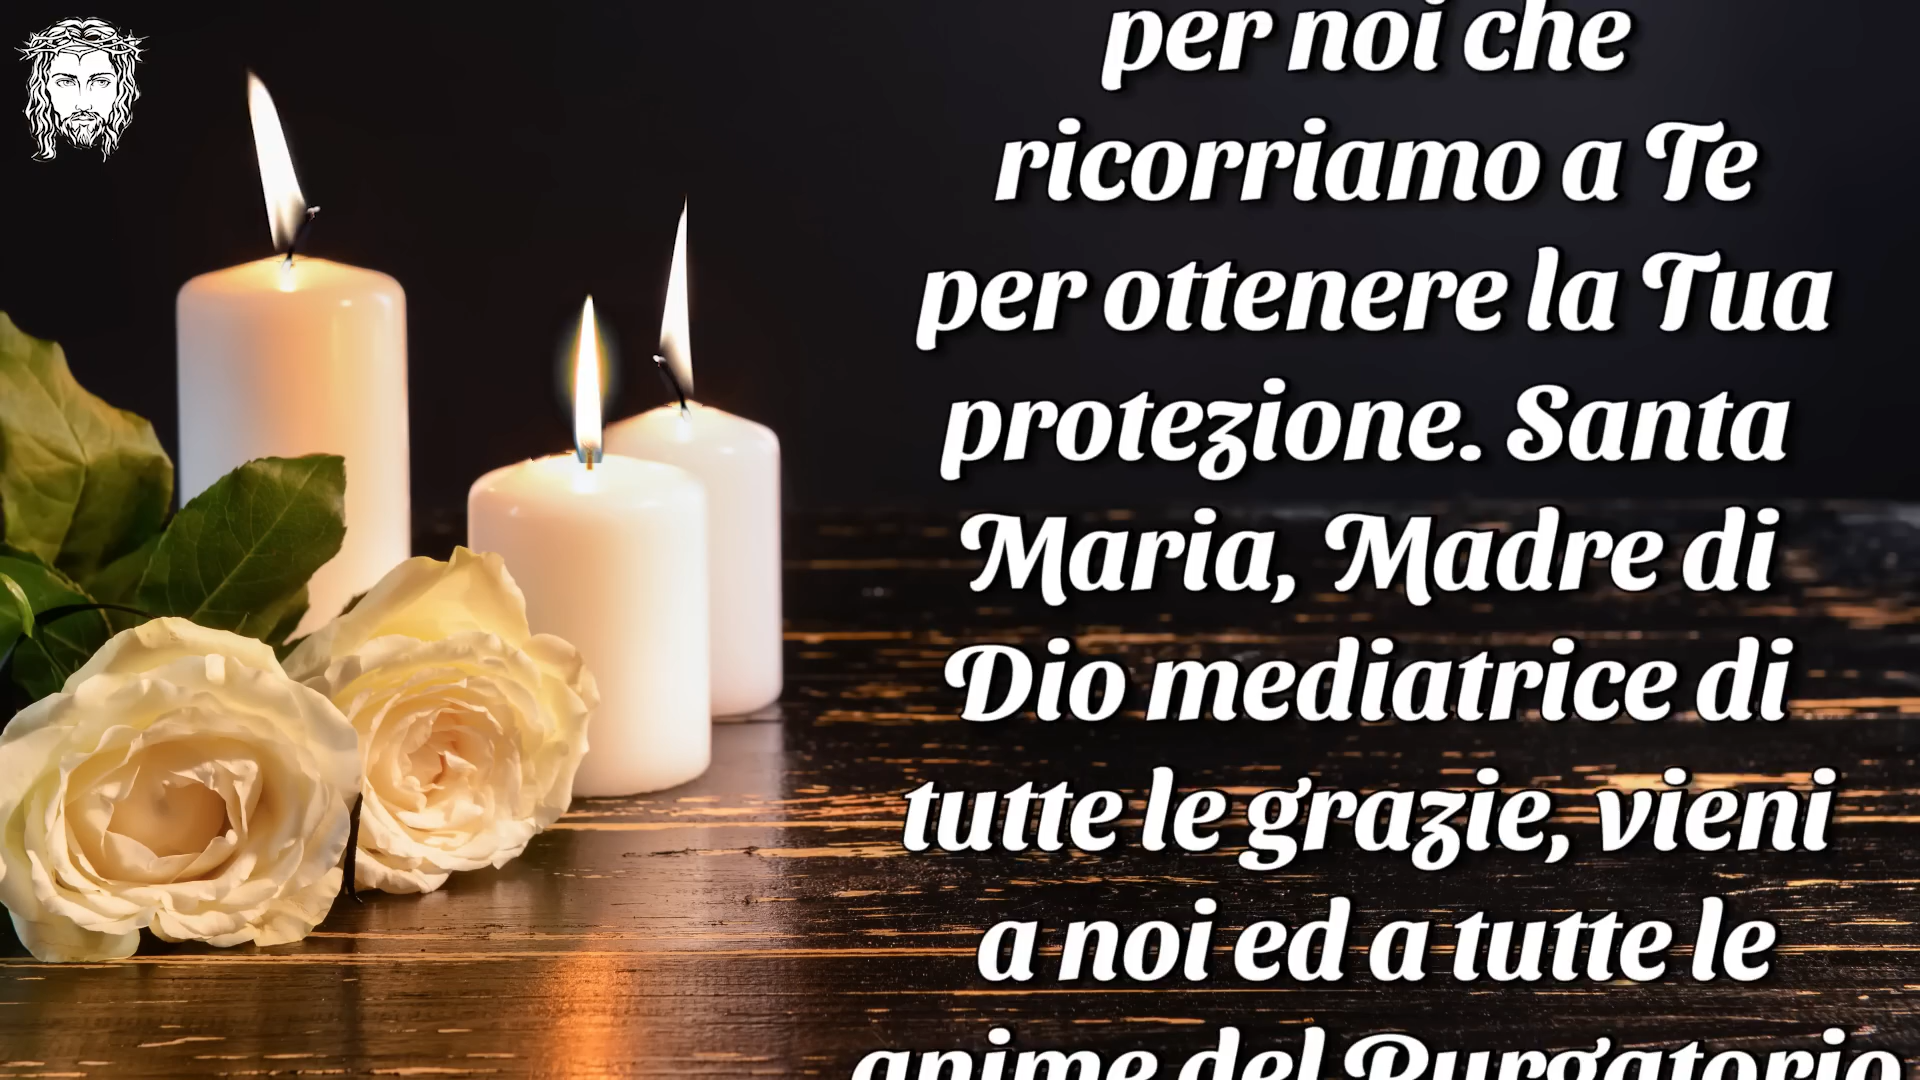 per noi che
ricorriamo a Te
per ottenere la Tua
protezione. Santa
Maria, Madre di
Dio mediatrice di
tutte le grazie, vieni
a noi ed a tutte le
anime del Purgatorio